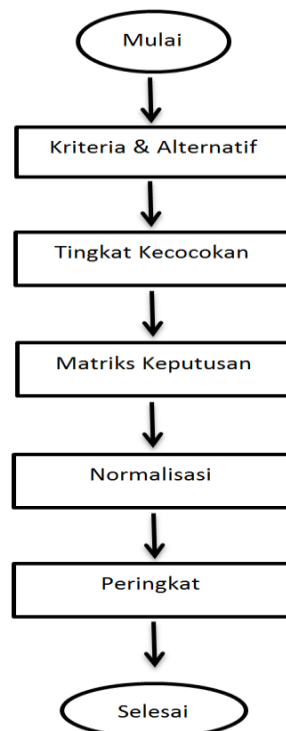 Mulai
Kriteria & Alternatif
Tingkat Kecocokan
Matriks Keputusan
Normalisasi
Peringkat
Selesai